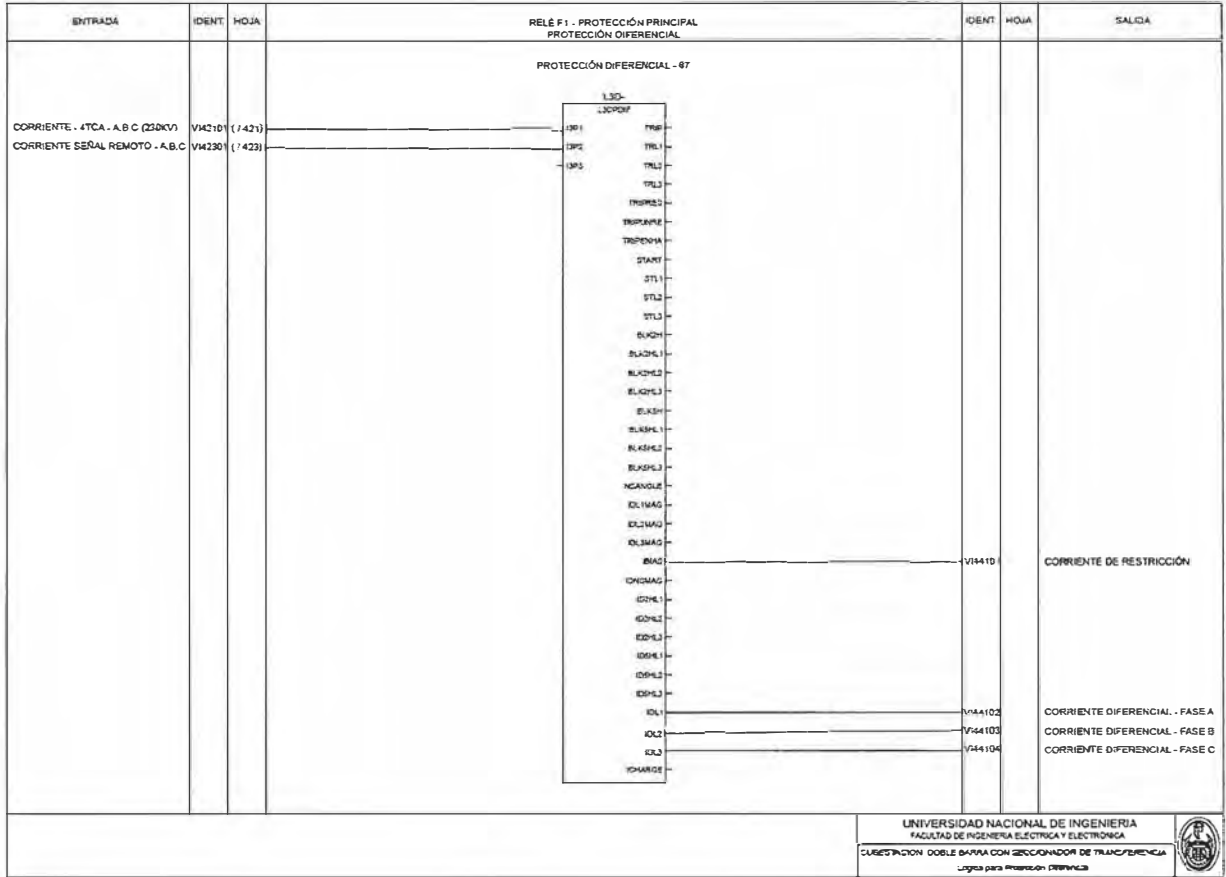 ENTRADA IDENT. HOJA RELÉ F1 - PROTECCIÓN PRINCIPAL IDENT HOJA SALIDA
PROTECCIÓN DIFERENCIAL
PROTECCIÓN DIFERENCIAL - 87
L3D-
L3CPDIF
CORRIENTE - 4TCA - A,B,C (230KV) VI42101 (7421) I3P1 TRIP
CORRIENTE SEÑAL REMOTO - A,B,C VI42301 (7423) I3P2 TRL1
I3P3 TRL2
TRL3
TRIPRES
TRIPUNRE
TRIPENHA
START
STL1
STL2
STL3
BLK2H
BLK2HL1
BLK2HL2
BLK2HL3
BLK5H
BLK5HL1
BLK5HL2
BLK5HL3
NSANGLE
IDL1MAG
IDL2MAG
IDL3MAG
IBIAS VI44101 CORRIENTE DE RESTRICCIÓN
IDNSMAG
ID2HL1
ID2HL2
ID2HL3
ID5HL1
ID5HL2
ID5HL3
IDL1 VI44102 CORRIENTE DIFERENCIAL - FASE A
IDL2 VI44103 CORRIENTE DIFERENCIAL - FASE B
IDL3 VI44104 CORRIENTE DIFERENCIAL - FASE C
ICHARGE
UNIVERSIDAD NACIONAL DE INGENIERIA
FACULTAD DE INGENIERIA ELECTRICA Y ELECTRONICA
SUBESTACION DOBLE BARRA CON SECCIONADOR DE TRANSFERENCIA
Lógica para Protección Diferencial